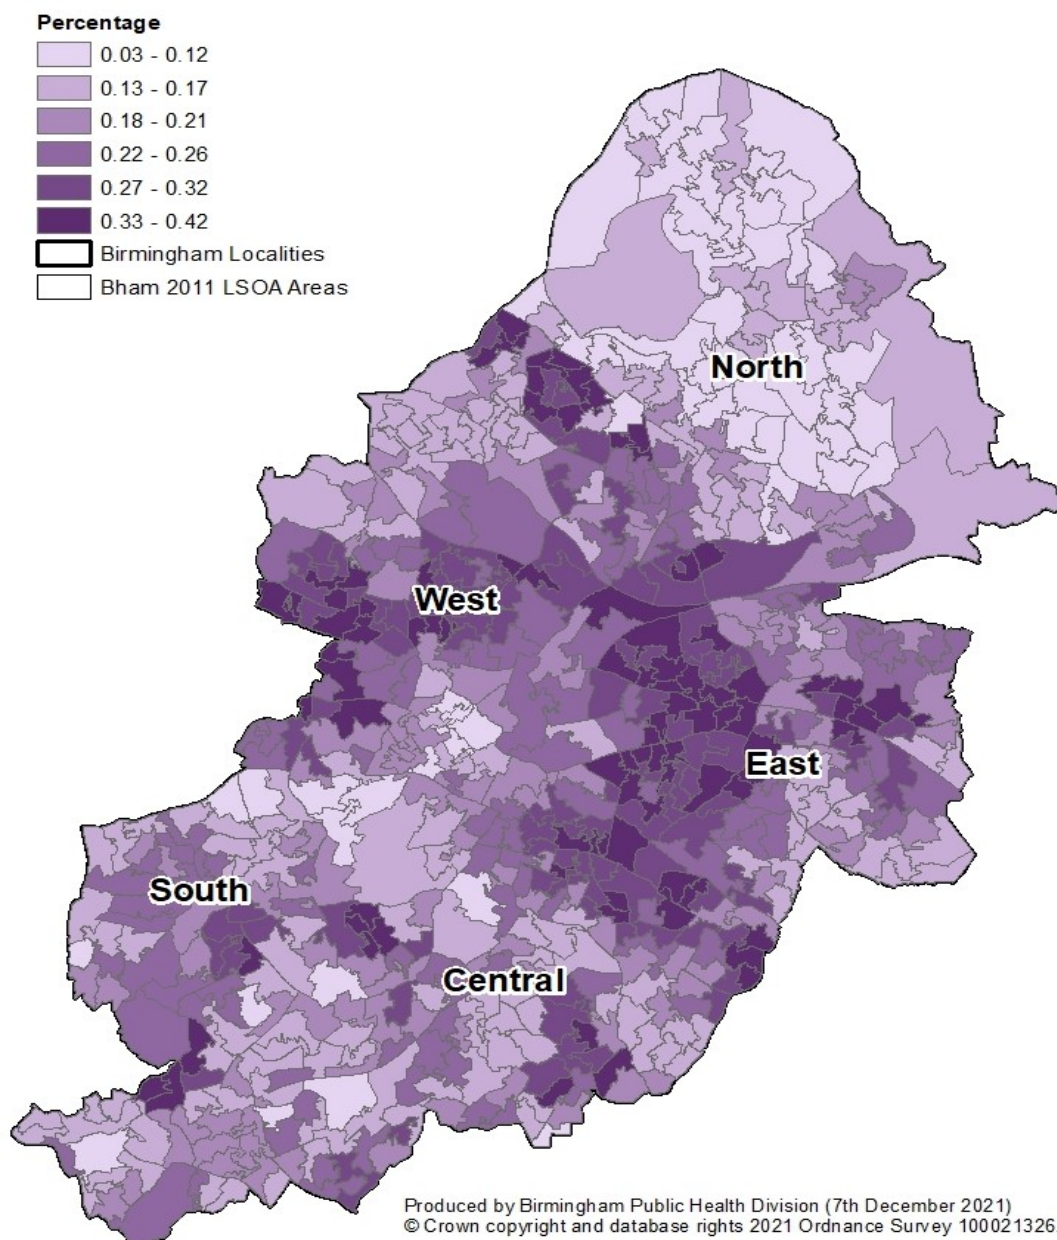 Percentage
0.03 - 0.12
0.13 - 0.17
0.18 - 0.21
0.22 - 0.26
0.27 - 0.32
0.33 - 0.42
Birmingham Localities
Bham 2011 LSOA Areas
North
West
East
South
Central
Produced by Birmingham Public Health Division (7th December 2021)
© Crown copyright and database rights 2021 Ordnance Survey 100021326